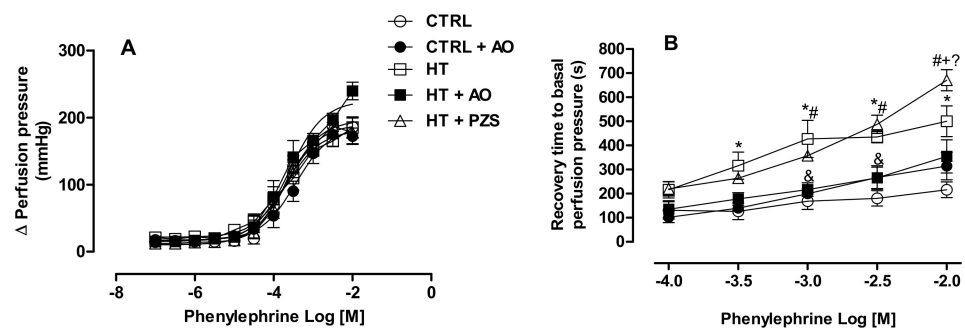 A
CTRL
CTRL + AO
HT
HT + AO
HT + PZS
300
200
100
0
Δ Perfusion pressure
(mmHg)
-8
-6
-4
-2
0
Phenylephrine Log [M]
B
Recovery time to basal
perfusion pressure (s)
800
700
600
500
400
300
200
100
0
*
*#
&
*#
&
#+?
*
-4.0
-3.5
-3.0
-2.5
-2.0
Phenylephrine Log [M]